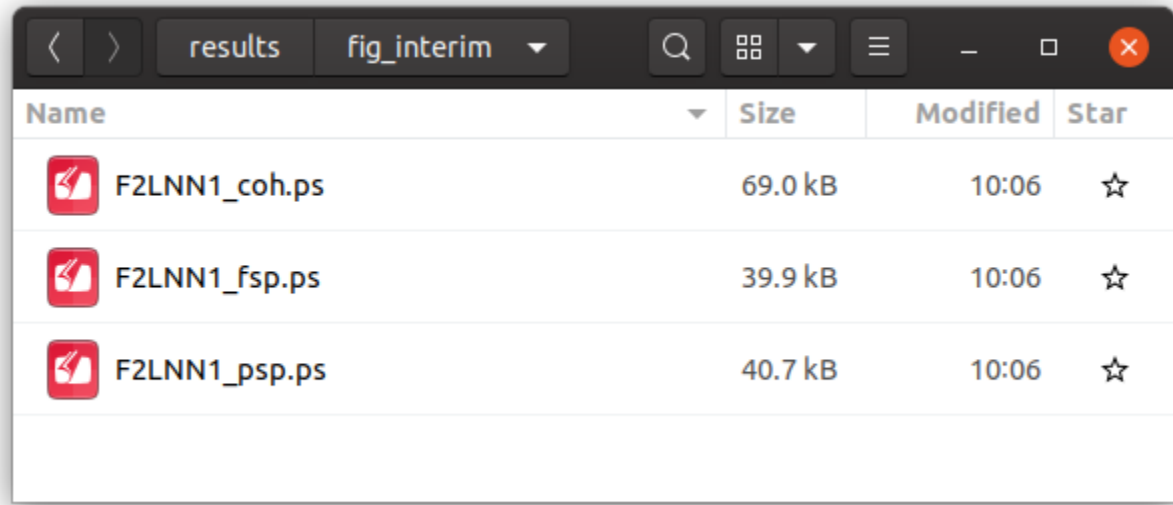 results fig_interim
Name Size Modified Star
F2LNN1_coh.ps 69.0 kB 10:06
F2LNN1_fsp.ps 39.9 kB 10:06
F2LNN1_psp.ps 40.7 kB 10:06